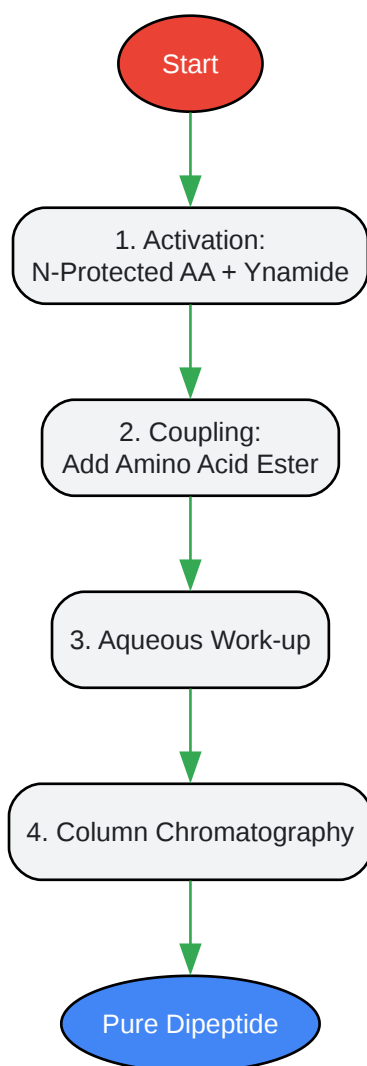 Start
1. Activation:
N-Protected AA + Ynamide
2. Coupling:
Add Amino Acid Ester
3. Aqueous Work-up
4. Column Chromatography
Pure Dipeptide